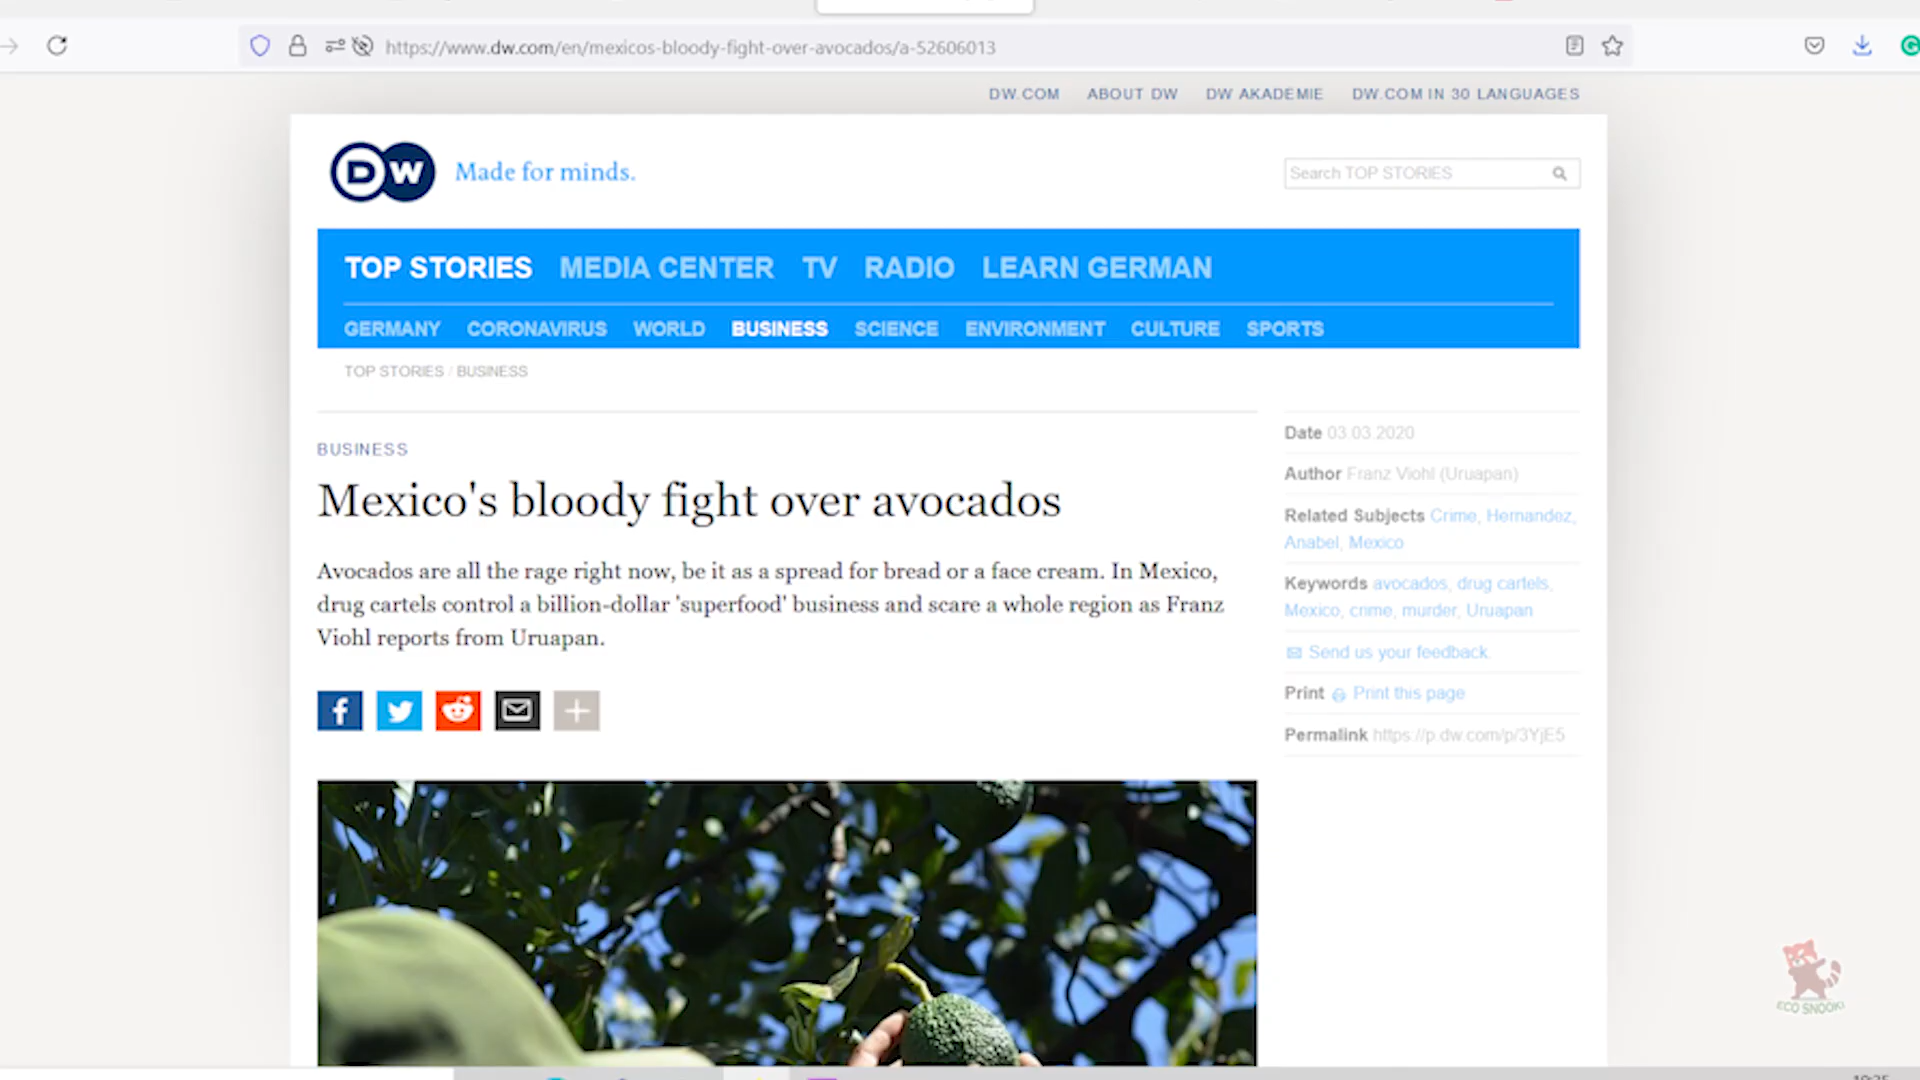 https://www.dw.com/en/mexicos-bloody-fight-over-avocados/a-52606013
DW.COM ABOUT DW DW AKADEMIE DW.COM IN 30 LANGUAGES
DW Made for minds.
Search TOP STORIES
TOP STORIES MEDIA CENTER TV RADIO LEARN GERMAN
GERMANY CORONAVIRUS WORLD BUSINESS SCIENCE ENVIRONMENT CULTURE SPORTS
TOP STORIES / BUSINESS
BUSINESS
Mexico's bloody fight over avocados
Avocados are all the rage right now, be it as a spread for bread or a face cream. In Mexico,
drug cartels control a billion-dollar 'superfood' business and scare a whole region as Franz
Viohl reports from Uruapan.
Date 03.03.2020
Author Franz Viohl (Uruapan)
Related Subjects Crime, Hernandez,
Anabel, Mexico
Keywords avocados, drug cartels,
Mexico, crime, murder, Uruapan
Send us your feedback.
Print Print this page
Permalink https://p.dw.com/p/3YjE5
ECO SNOOKI